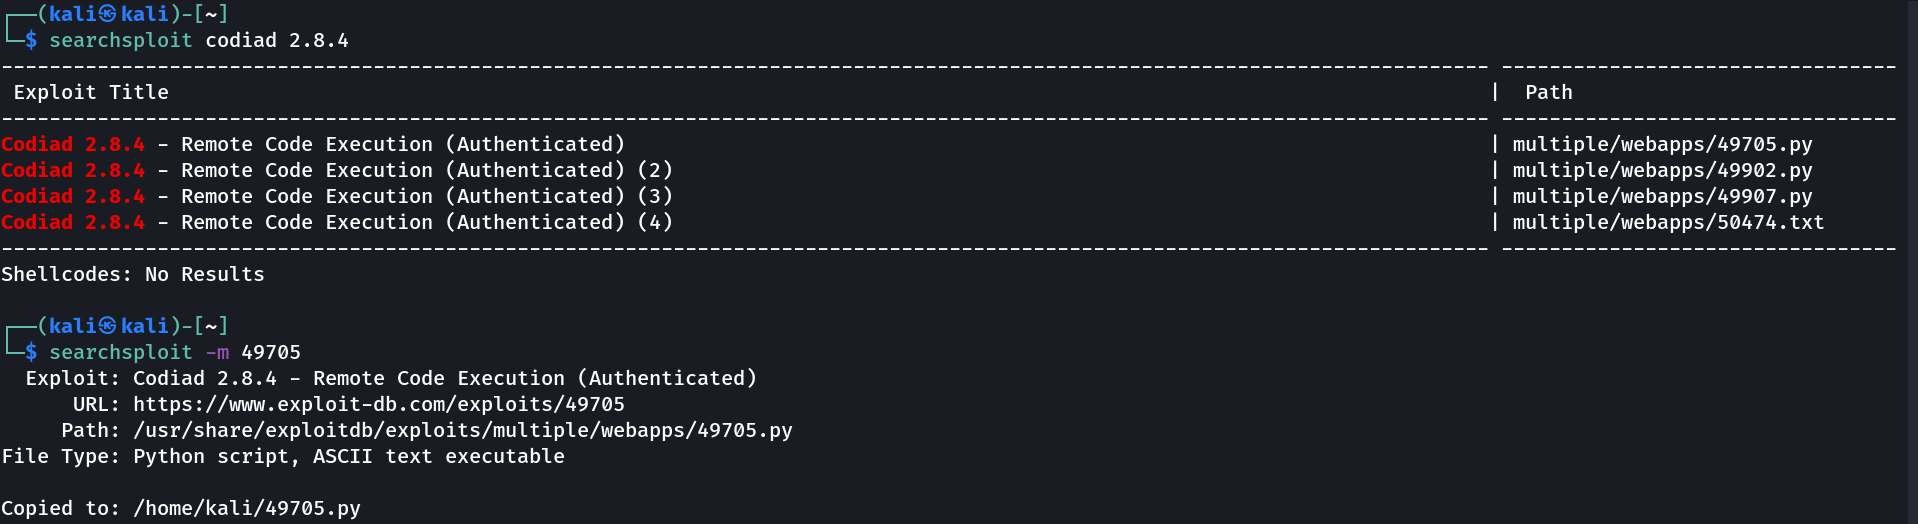 ┌──(kali㉿kali)-[~]
└─$ searchsploit codiad 2.8.4
---------------------------------------------------------------------------------------------------------------------------- ---------------------------------
 Exploit Title                                                                                                              |  Path
---------------------------------------------------------------------------------------------------------------------------- ---------------------------------
Codiad 2.8.4 - Remote Code Execution (Authenticated)                                                                        | multiple/webapps/49705.py
Codiad 2.8.4 - Remote Code Execution (Authenticated) (2)                                                                    | multiple/webapps/49902.py
Codiad 2.8.4 - Remote Code Execution (Authenticated) (3)                                                                    | multiple/webapps/49907.py
Codiad 2.8.4 - Remote Code Execution (Authenticated) (4)                                                                    | multiple/webapps/50474.txt
---------------------------------------------------------------------------------------------------------------------------- ---------------------------------
Shellcodes: No Results
┌──(kali㉿kali)-[~]
└─$ searchsploit -m 49705
  Exploit: Codiad 2.8.4 - Remote Code Execution (Authenticated)
      URL: https://www.exploit-db.com/exploits/49705
     Path: /usr/share/exploitdb/exploits/multiple/webapps/49705.py
File Type: Python script, ASCII text executable
Copied to: /home/kali/49705.py